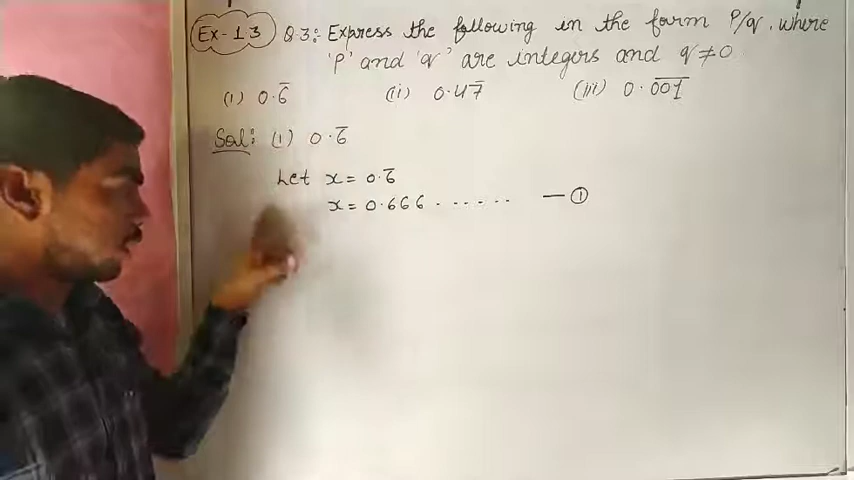 Ex-1.3 Q.3: Express the following in the form P/q, where
'P' and 'q' are integers and q≠0.
(i) 0.6̅ (ii) 0.47̅ (iii) 0.0̅0̅1̅
Sol: (i) 0.6̅
Let x = 0.6̅
x = 0.666 . . . . . . — ①